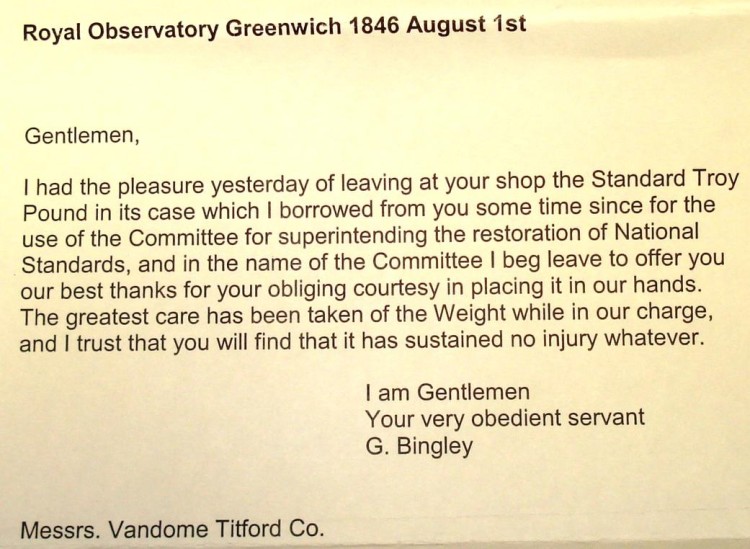 Royal Observatory Greenwich 1846 August 1st
Gentlemen,
I had the pleasure yesterday of leaving at your shop the Standard Troy
Pound in its case which I borrowed from you some time since for the
use of the Committee for superintending the restoration of National
Standards, and in the name of the Committee I beg leave to offer you
our best thanks for your obliging courtesy in placing it in our hands.
The greatest care has been taken of the Weight while in our charge,
and I trust that you will find that it has sustained no injury whatever.
I am Gentlemen
Your very obedient servant
G. Bingley
Messrs. Vandome Titford Co.